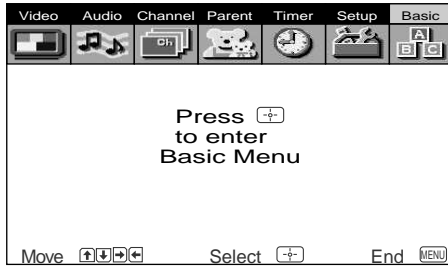 Video Audio Channel Parent Timer Setup Basic
Ch A
B C
Press
to enter
Basic Menu
Move Select End MENU